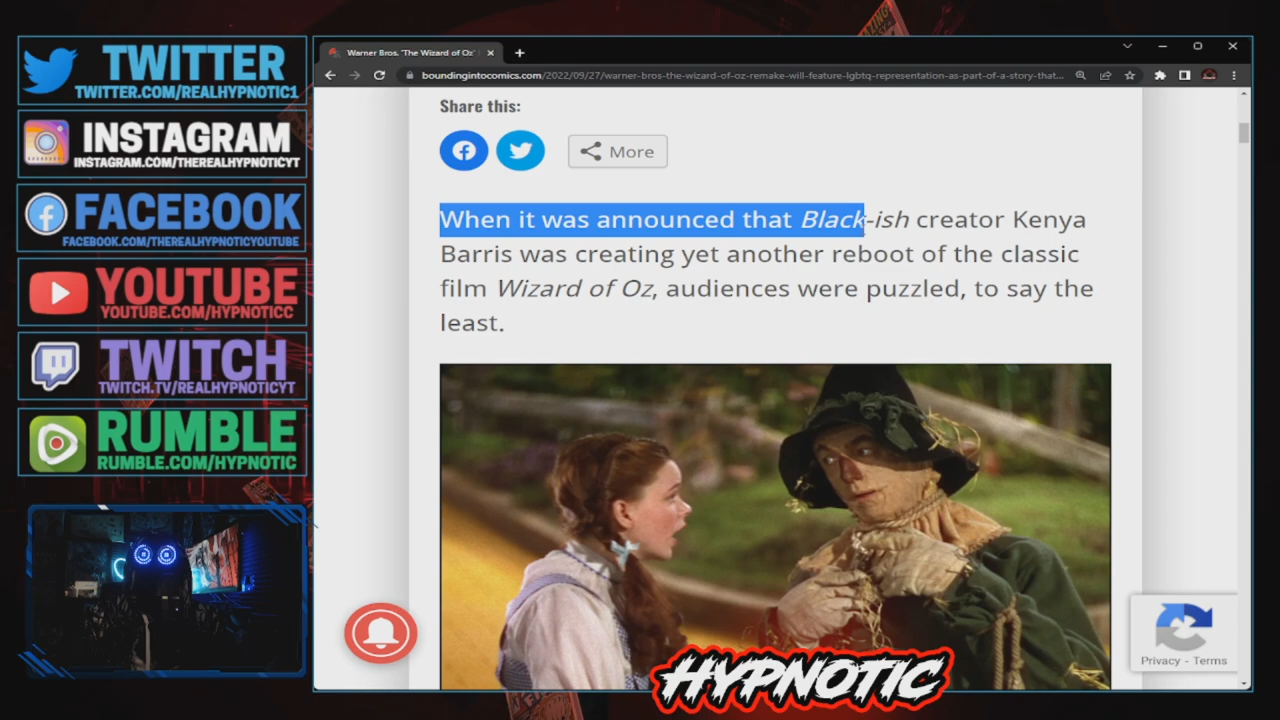 TWITTER
TWITTER.COM/REALHYPNOTIC1
INSTAGRAM
INSTAGRAM.COM/THEREALHYPNOTICYT
FACEBOOK
FACEBOOK.COM/THEREALHYPNOTICYOUTUBE
YOUTUBE
YOUTUBE.COM/HYPNOTICC
TWITCH
TWITCH.TV/REALHYPNOTICYT
RUMBLE
RUMBLE.COM/HYPNOTIC
Warner Bros. 'The Wizard of Oz'
boundingintocomics.com/2022/09/27/warner-bros-the-wizard-of-oz-remake-will-feature-lgbtq-representation-as-part-of-a-story-that...
Share this:
More
When it was announced that Black-ish creator Kenya
Barris was creating yet another reboot of the classic
film Wizard of Oz, audiences were puzzled, to say the
least.
Privacy - Terms
HYPNOTIC